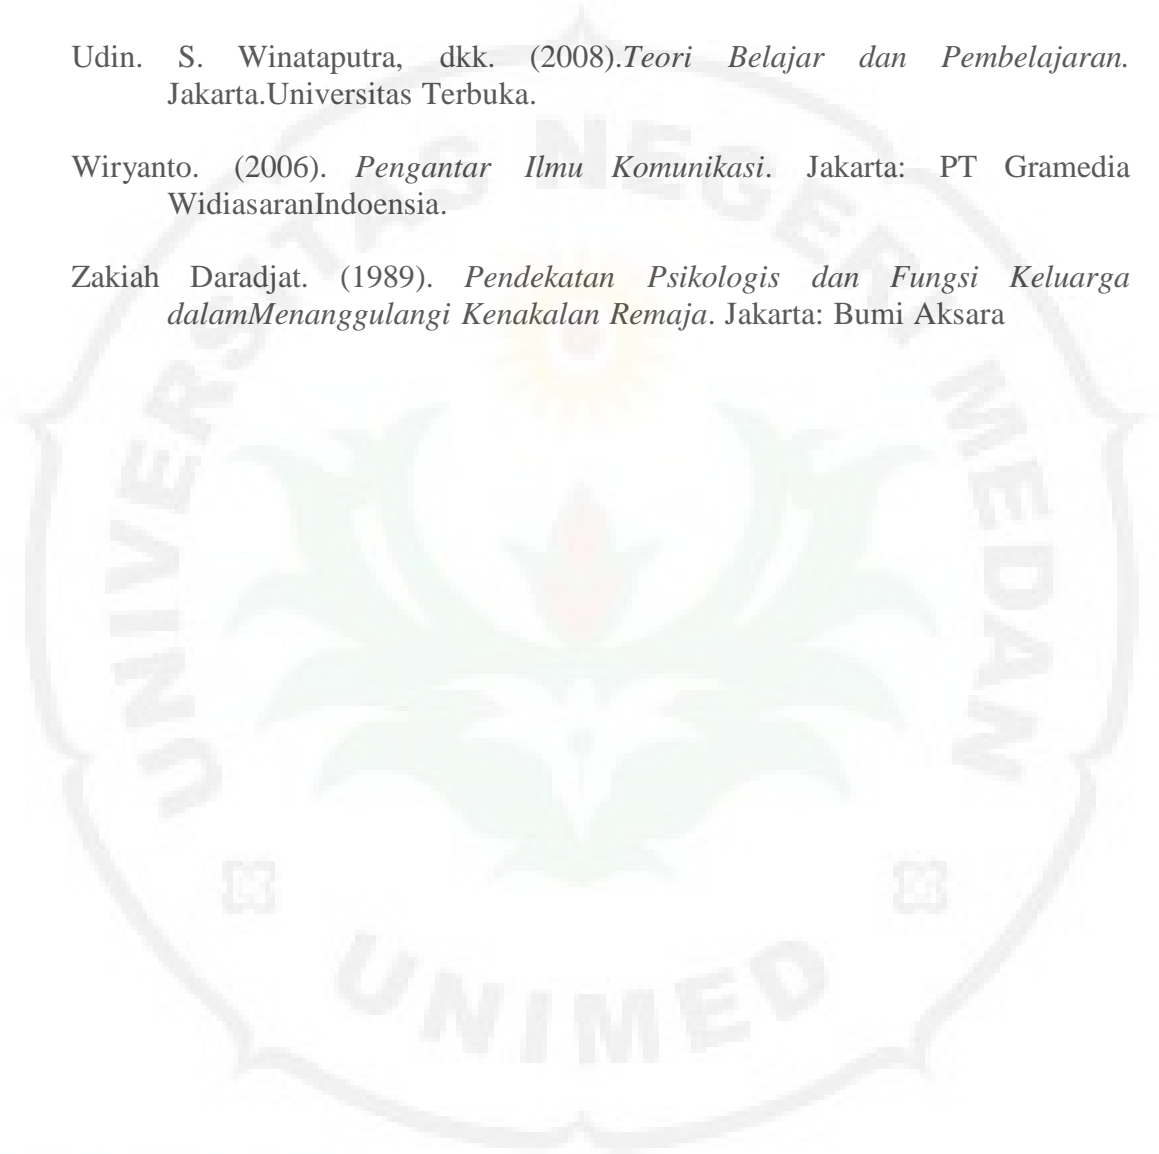 Udin. S. Winataputra, dkk. (2008).Teori Belajar dan Pembelajaran.
Jakarta.Universitas Terbuka.
Wiryanto. (2006). Pengantar Ilmu Komunikasi. Jakarta: PT Gramedia
WidiasaranIndoensia.
Zakiah Daradjat. (1989). Pendekatan Psikologis dan Fungsi Keluarga
dalamMenanggulangi Kenakalan Remaja. Jakarta: Bumi Aksara
UNIVERSITAS NEGERI MEDAN
UNIMED